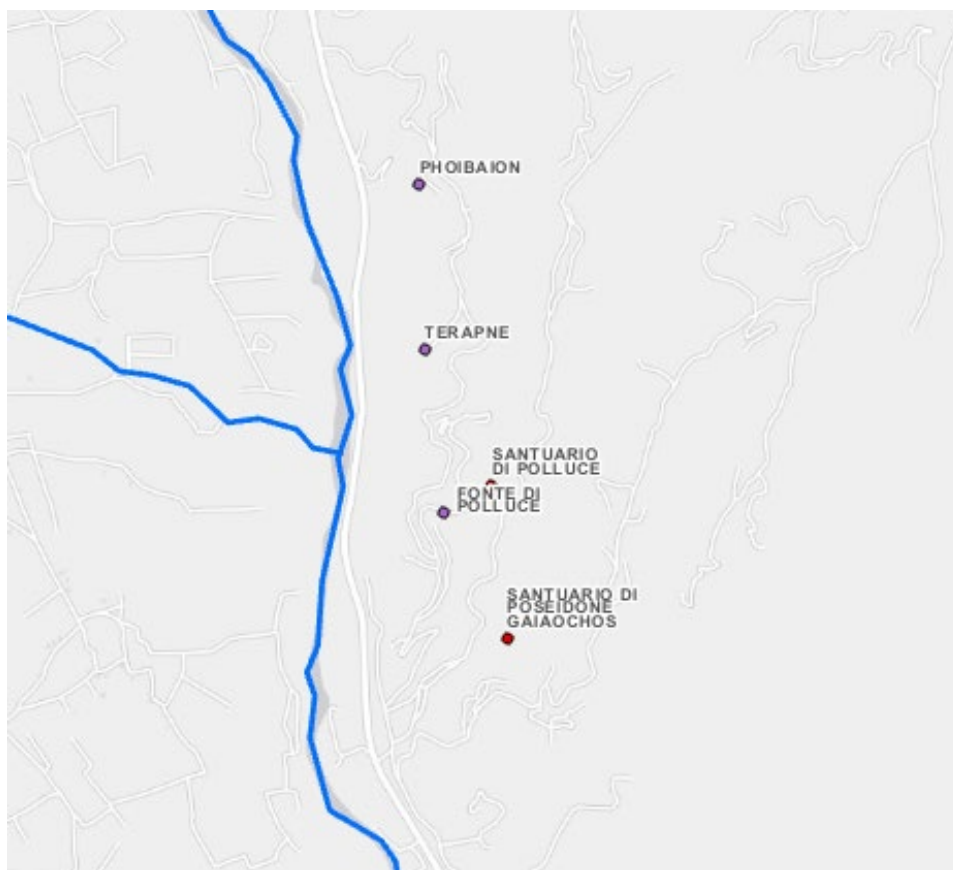 PHOIBAION
TERAPNE
SANTUARIO
DI POLLUCE
FONTE DI
POLLUCE
SANTUARIO DI
POSEIDONE
GAIAOCHOS